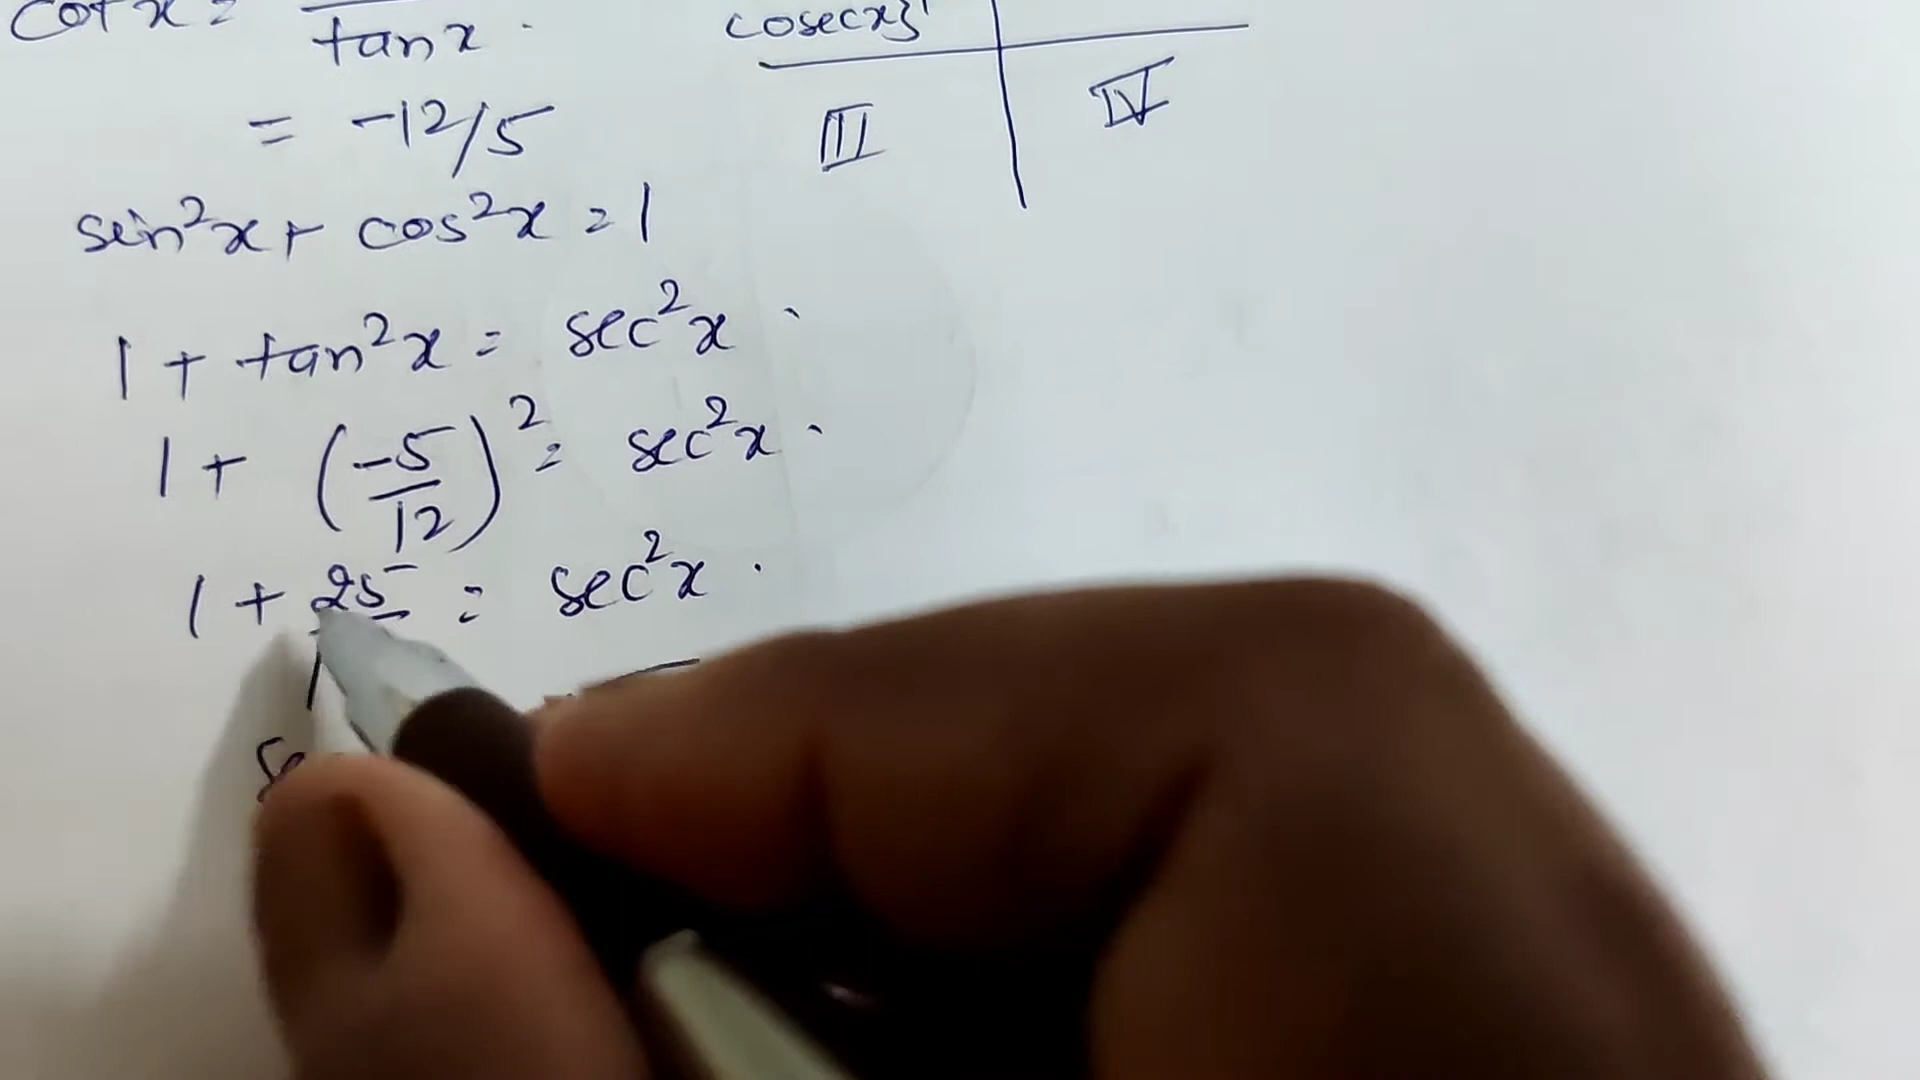 cot x =
tan x .
cosecx}
= -12/5
III
IV
sin²x + cos²x = 1
1 + tan²x = sec²x .
1 + (-5/12)² = sec²x .
1 + 25 = sec²x .